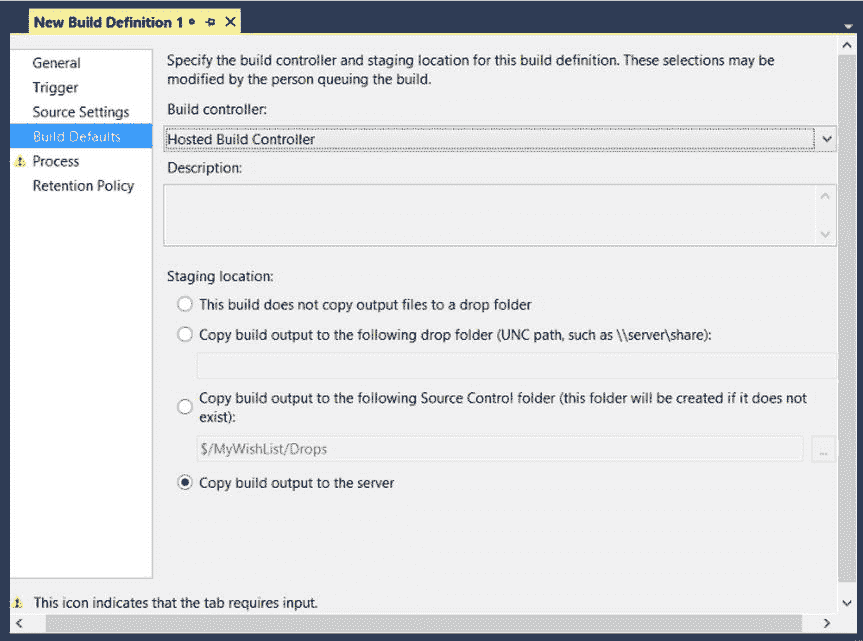 New Build Definition 1
General
Trigger
Source Settings
Build Defaults
Process
Retention Policy
Specify the build controller and staging location for this build definition. These selections may be
modified by the person queuing the build.
Build controller:
Hosted Build Controller
Description:
Staging location:
This build does not copy output files to a drop folder
Copy build output to the following drop folder (UNC path, such as \\server\share):
Copy build output to the following Source Control folder (this folder will be created if it does not
exist):
$/MyWishList/Drops
...
Copy build output to the server
This icon indicates that the tab requires input.